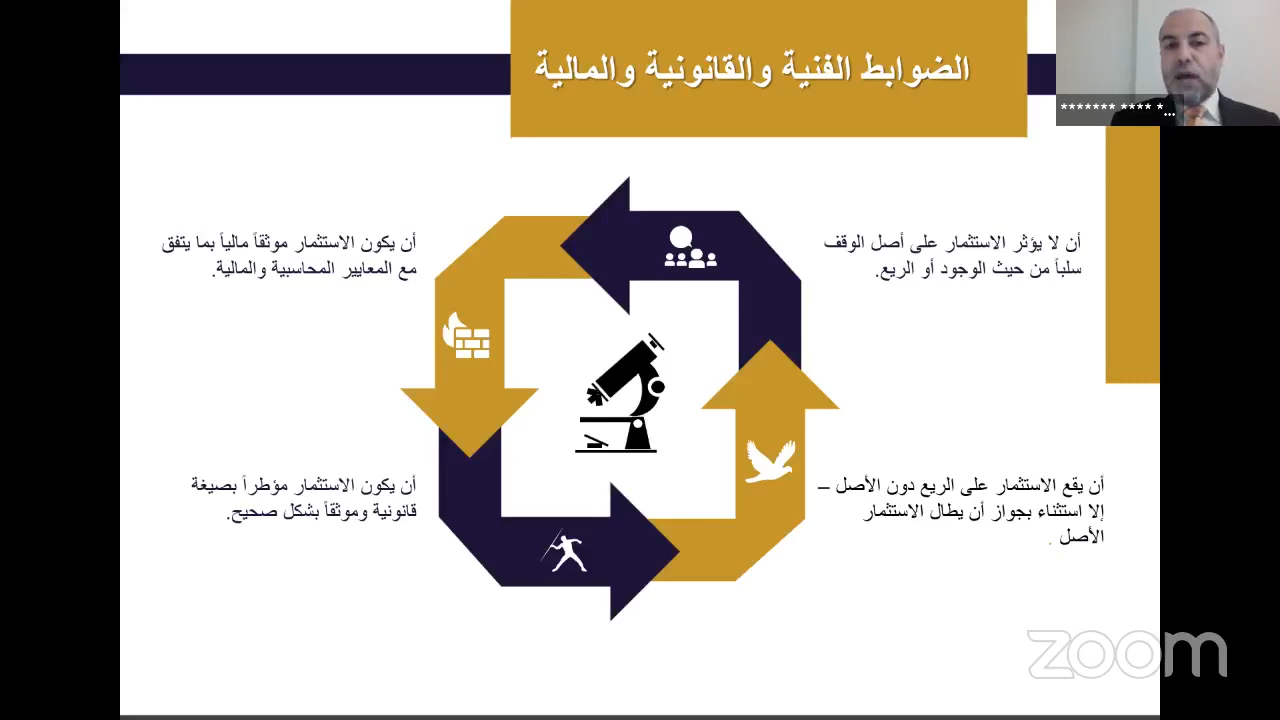 الضوابط الفنية والقانونية والمالية
******* **** *...
أن لا يؤثر الاستثمار على أصل الوقف
سلباً من حيث الوجود أو الريع.
أن يكون الاستثمار موثقاً مالياً بما يتفق
مع المعايير المحاسبية والمالية.
أن يقع الاستثمار على الريع دون الأصل –
إلا استثناء بجواز أن يطال الاستثمار
الأصل .
أن يكون الاستثمار مؤطراً بصيغة
قانونية وموثقاً بشكل صحيح.
zoom